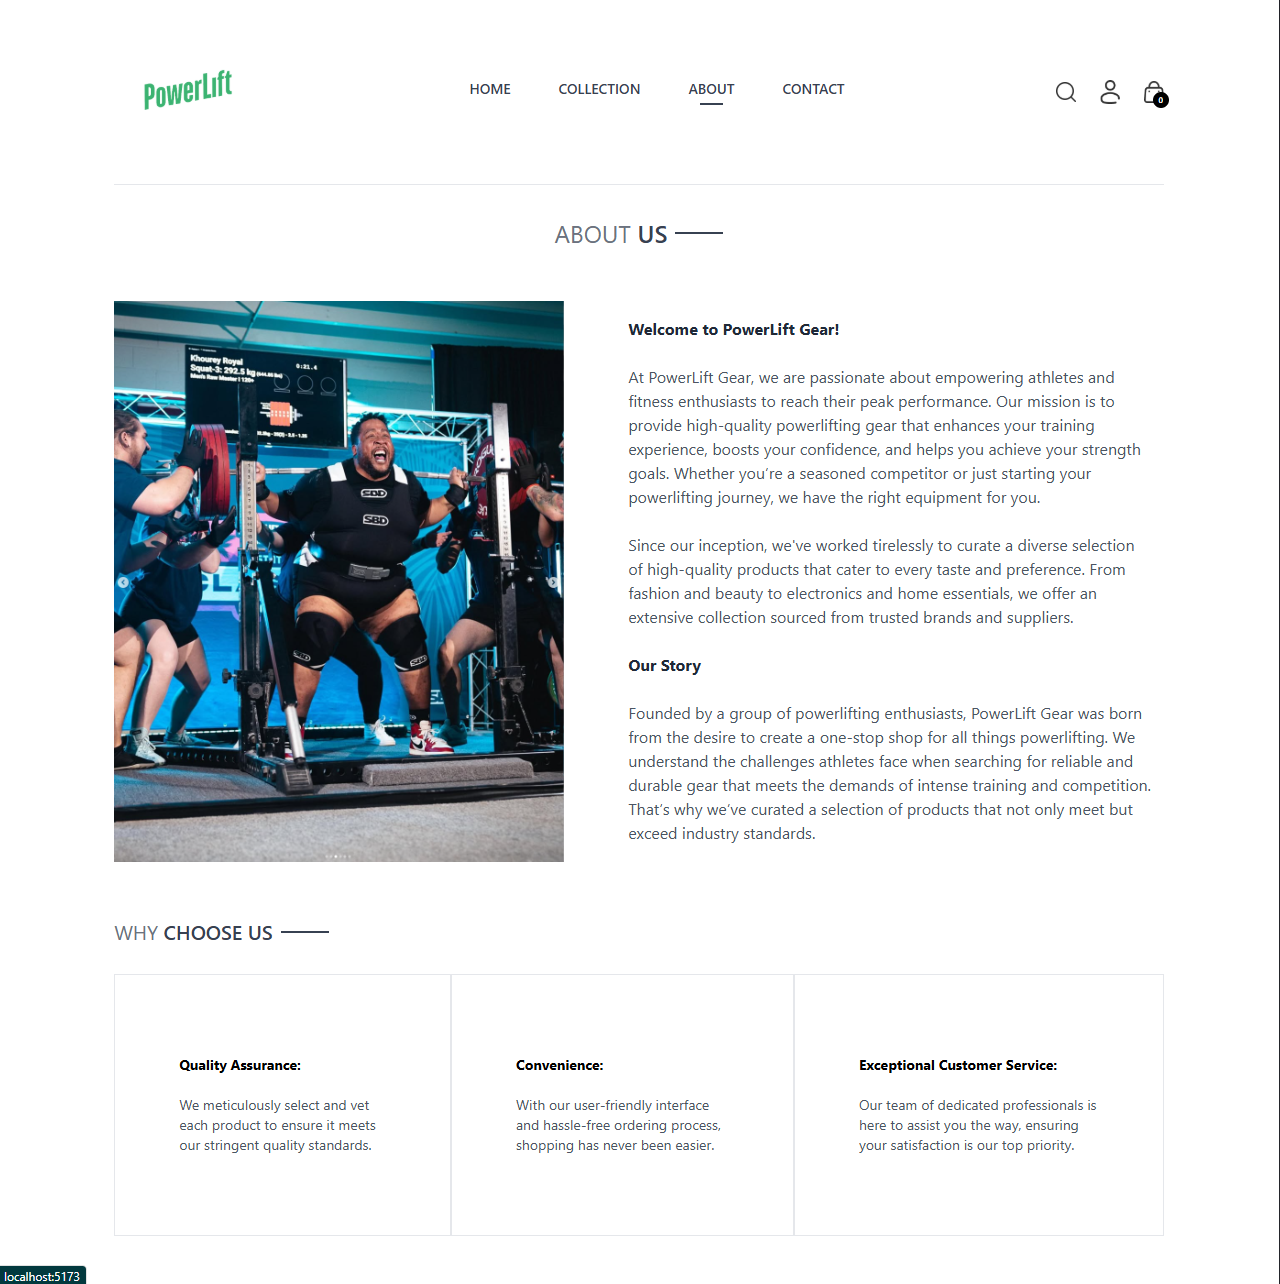 PowerLift
HOME COLLECTION ABOUT CONTACT
0
ABOUT US
Khourey Royal
Squat-3: 292.5 kg
0:21.4
Men's Raw Master I 120+
SBD
SBD
SBD
Welcome to PowerLift Gear!
At PowerLift Gear, we are passionate about empowering athletes and
fitness enthusiasts to reach their peak performance. Our mission is to
provide high-quality powerlifting gear that enhances your training
experience, boosts your confidence, and helps you achieve your strength
goals. Whether you're a seasoned competitor or just starting your
powerlifting journey, we have the right equipment for you.
Since our inception, we've worked tirelessly to curate a diverse selection
of high-quality products that cater to every taste and preference. From
fashion and beauty to electronics and home essentials, we offer an
extensive collection sourced from trusted brands and suppliers.
Our Story
Founded by a group of powerlifting enthusiasts, PowerLift Gear was born
from the desire to create a one-stop shop for all things powerlifting. We
understand the challenges athletes face when searching for reliable and
durable gear that meets the demands of intense training and competition.
That's why we've curated a selection of products that not only meet but
exceed industry standards.
WHY CHOOSE US
Quality Assurance:
We meticulously select and vet
each product to ensure it meets
our stringent quality standards.
Convenience:
With our user-friendly interface
and hassle-free ordering process,
shopping has never been easier.
Exceptional Customer Service:
Our team of dedicated professionals is
here to assist you the way, ensuring
your satisfaction is our top priority.
localhost:5173